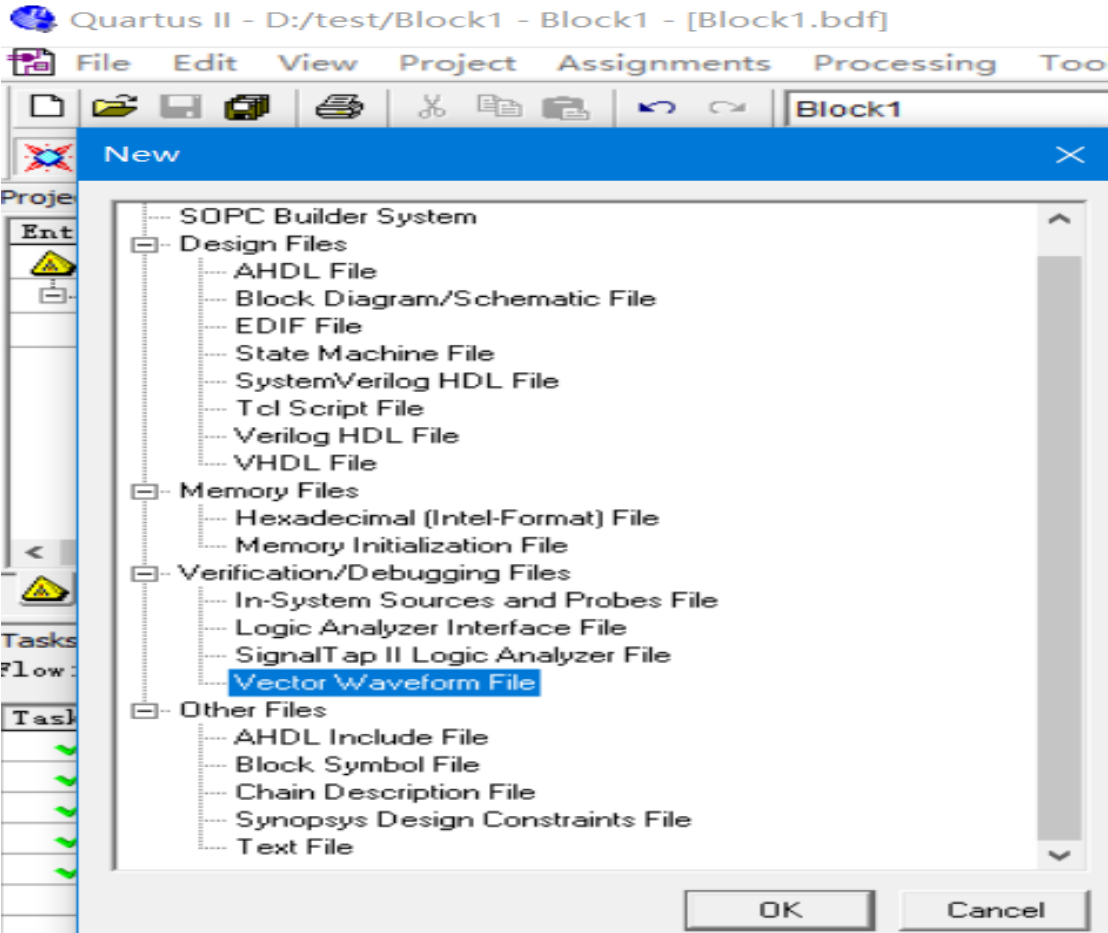 Quartus II - D:/test/Block1 - Block1 - [Block1.bdf]
File Edit View Project Assignments Processing Too
Block1
New
Proje
Ent
SOPC Builder System
Design Files
AHDL File
Block Diagram/Schematic File
EDIF File
State Machine File
SystemVerilog HDL File
Tcl Script File
Verilog HDL File
VHDL File
Memory Files
Hexadecimal (Intel-Format) File
Memory Initialization File
Verification/Debugging Files
In-System Sources and Probes File
Logic Analyzer Interface File
SignalTap II Logic Analyzer File
Vector Waveform File
Tasks
Flow:
Task
Other Files
AHDL Include File
Block Symbol File
Chain Description File
Synopsys Design Constraints File
Text File
OK Cancel